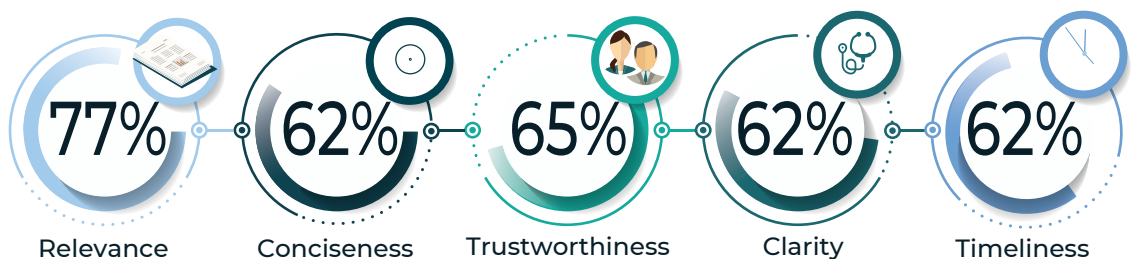 77%
62%
65%
62%
62%
Relevance
Conciseness
Trustworthiness
Clarity
Timeliness